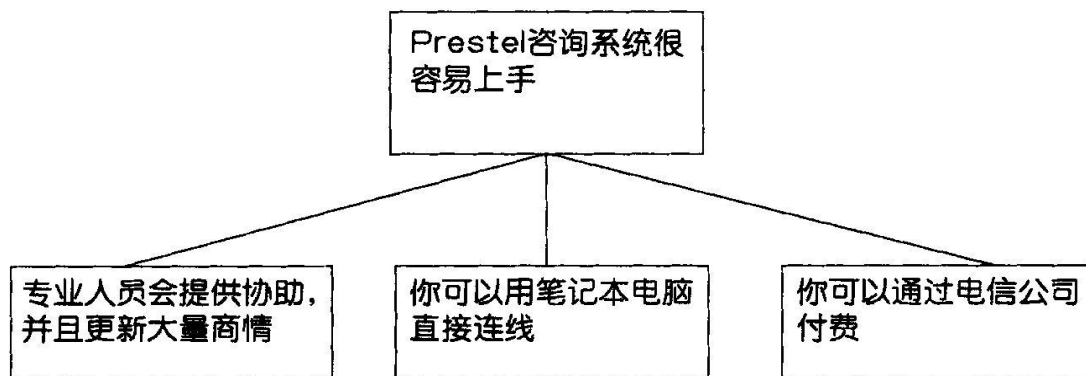 Prestel咨询系统很
容易上手
专业人员会提供协助，
并且更新大量商情
你可以用笔记本电脑
直接连线
你可以通过电信公司
付费